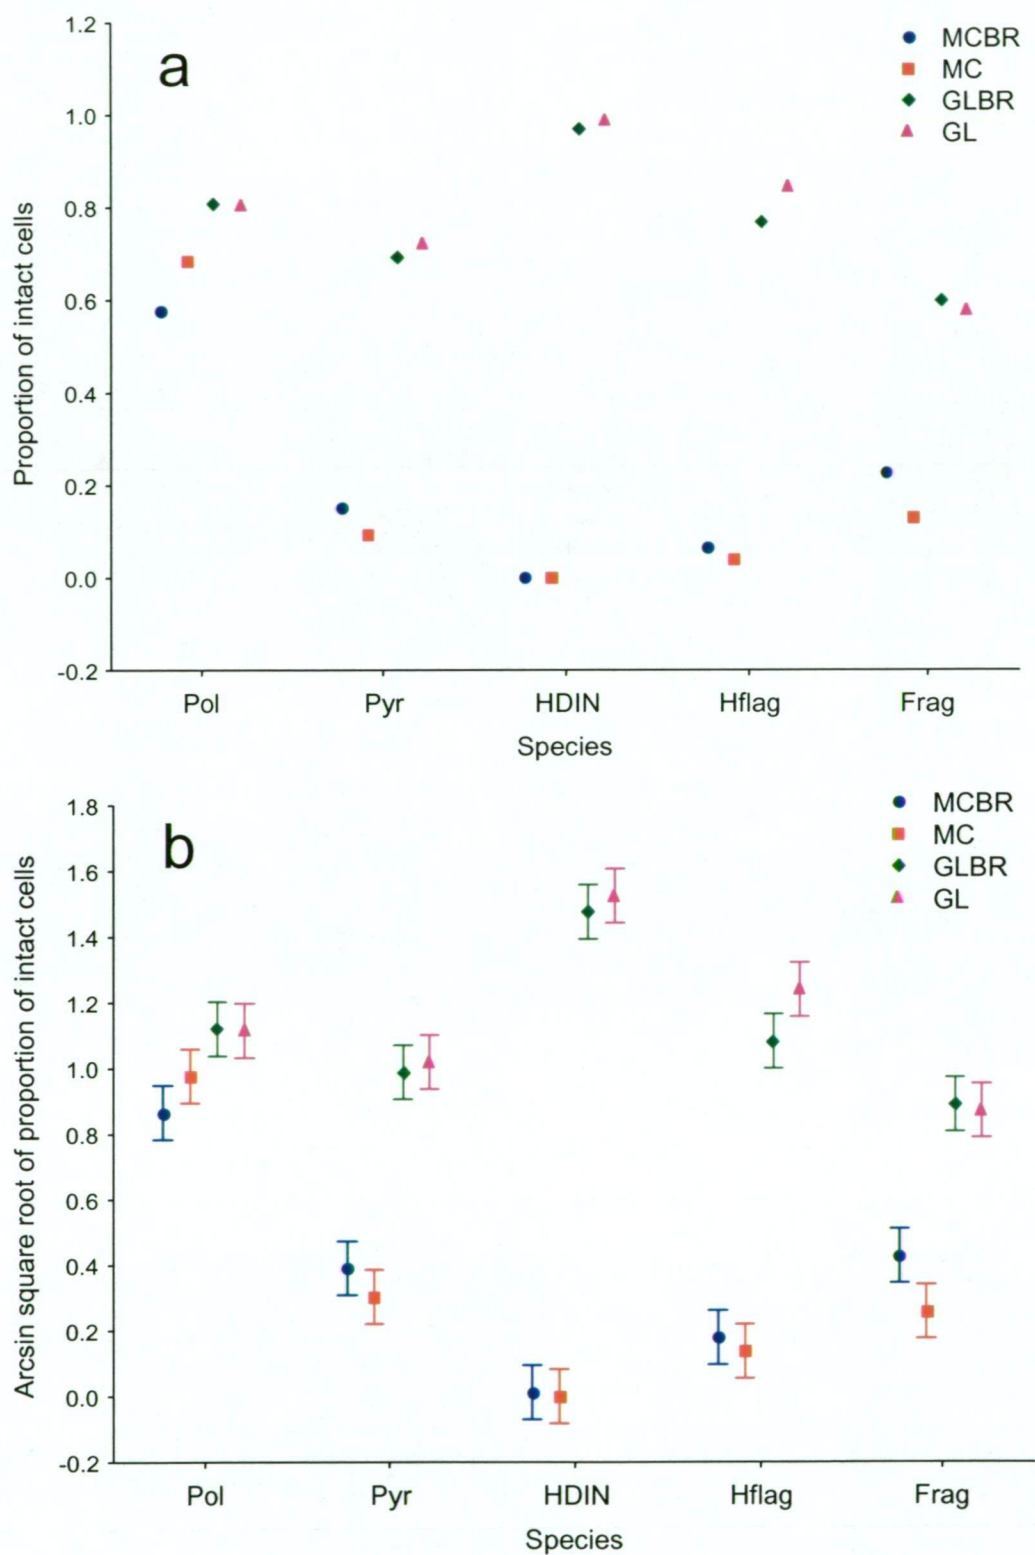 a
MCBR
MC
GLBR
GL
1.2
1.0
0.8
0.6
0.4
0.2
0.0
-0.2
Proportion of intact cells
Pol Pyr HDIN Hflag Frag
Species
b
MCBR
MC
GLBR
GL
1.8
1.6
1.4
1.2
1.0
0.8
0.6
0.4
0.2
0.0
-0.2
Arcsin square root of proportion of intact cells
Pol Pyr HDIN Hflag Frag
Species